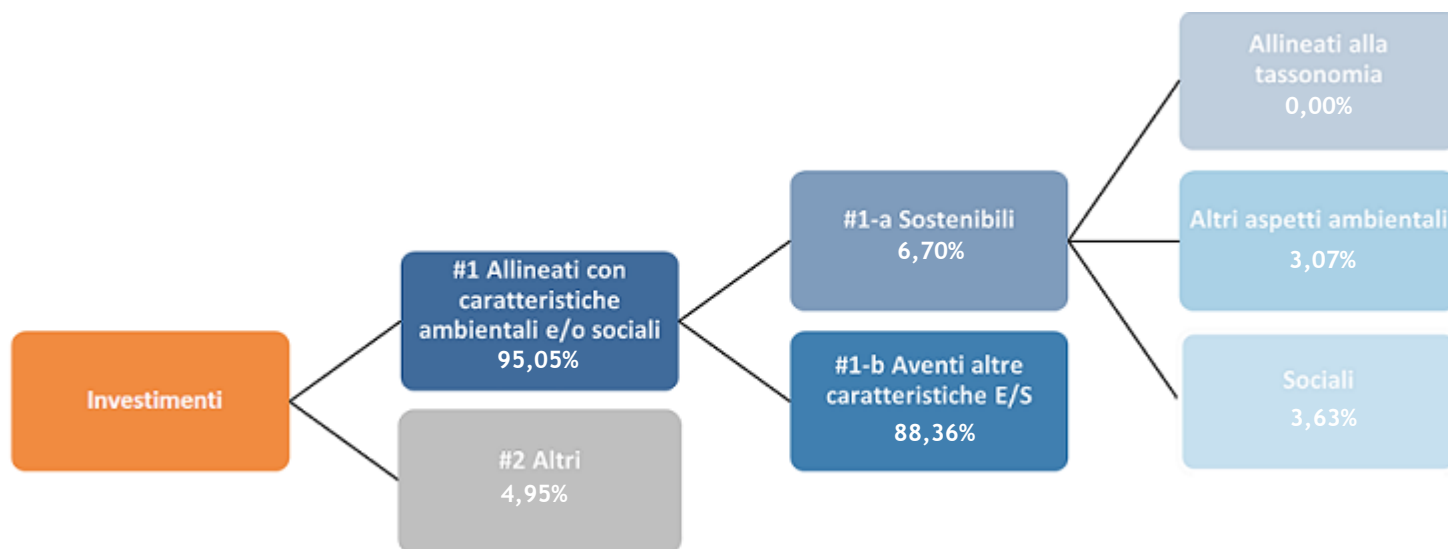 Investimenti
#1 Allineati con
caratteristiche
ambientali e/o sociali
95,05%
#2 Altri
4,95%
#1-a Sostenibili
6,70%
#1-b Aventi altre
caratteristiche E/S
88,36%
Allineati alla
tassonomia
0,00%
Altri aspetti ambientali
3,07%
Sociali
3,63%